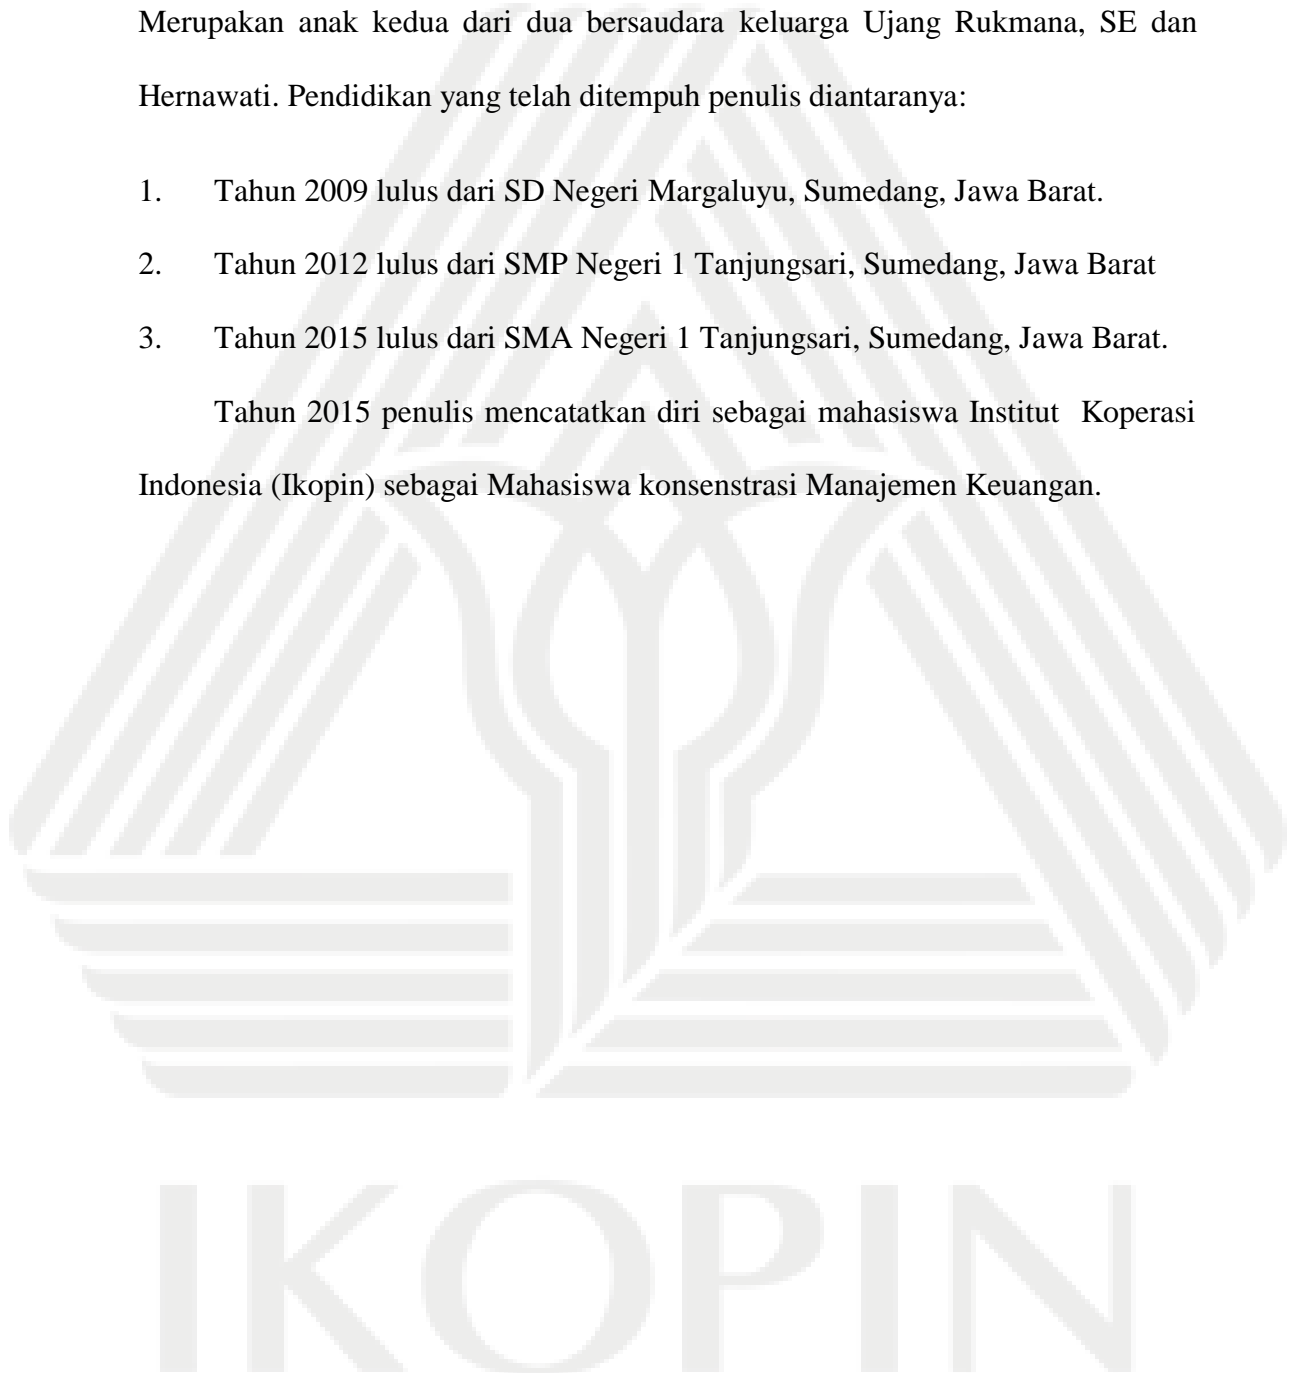 Merupakan anak kedua dari dua bersaudara keluarga Ujang Rukmana, SE dan
Hernawati. Pendidikan yang telah ditempuh penulis diantaranya:
1. Tahun 2009 lulus dari SD Negeri Margaluyu, Sumedang, Jawa Barat.
2. Tahun 2012 lulus dari SMP Negeri 1 Tanjungsari, Sumedang, Jawa Barat
3. Tahun 2015 lulus dari SMA Negeri 1 Tanjungsari, Sumedang, Jawa Barat.
Tahun 2015 penulis mencatatkan diri sebagai mahasiswa Institut Koperasi
Indonesia (Ikopin) sebagai Mahasiswa konsenstrasi Manajemen Keuangan.
IKOPIN